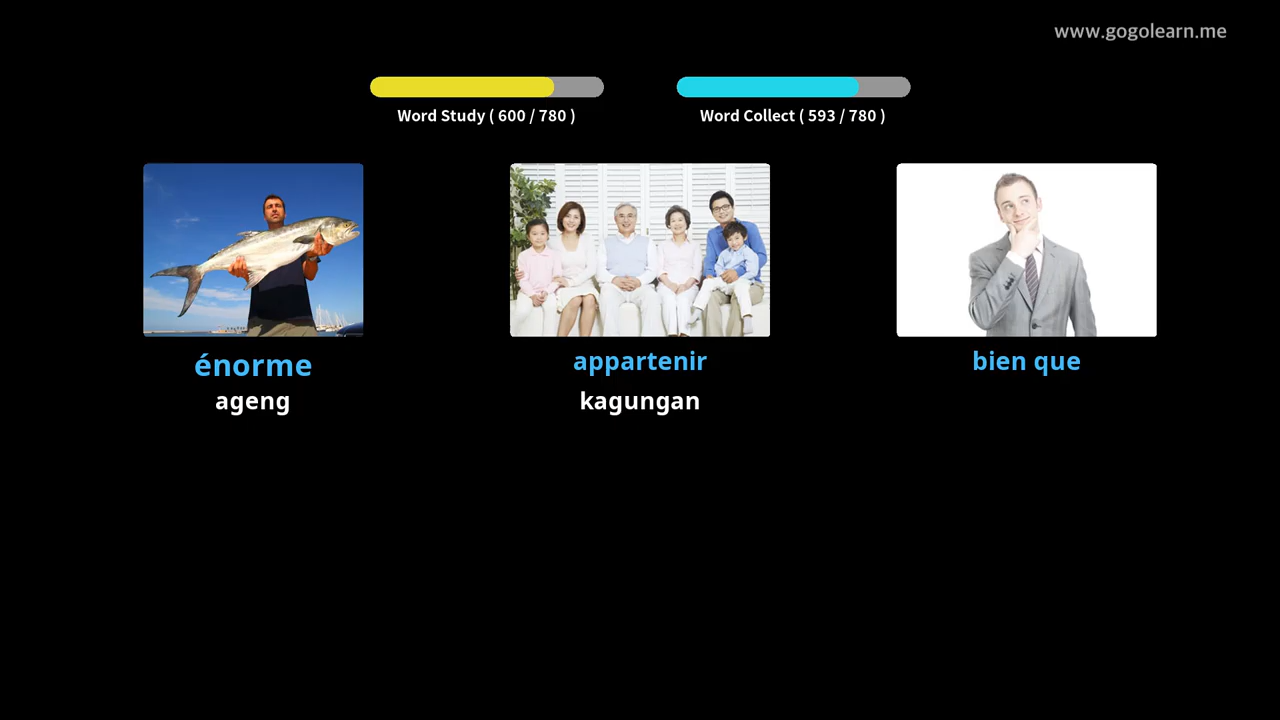 www.gogolearn.me
Word Study ( 600 / 780 )
Word Collect ( 593 / 780 )
énorme
appartenir
bien que
ageng
kagungan